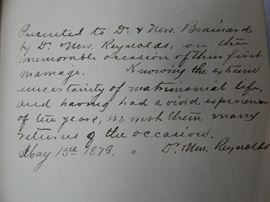 Presented to Dr. & Mrs. Brainard
by Dr. Mrs. Reynolds, on the
memorable occasion of their first
marriage. Knowing the extreme
uncertainty of matrimonial life,
and having had a vivid experience
of ten years, we wish them many
returns of the occasion.
May 15th 1879. " Dr. Mrs. Reynolds